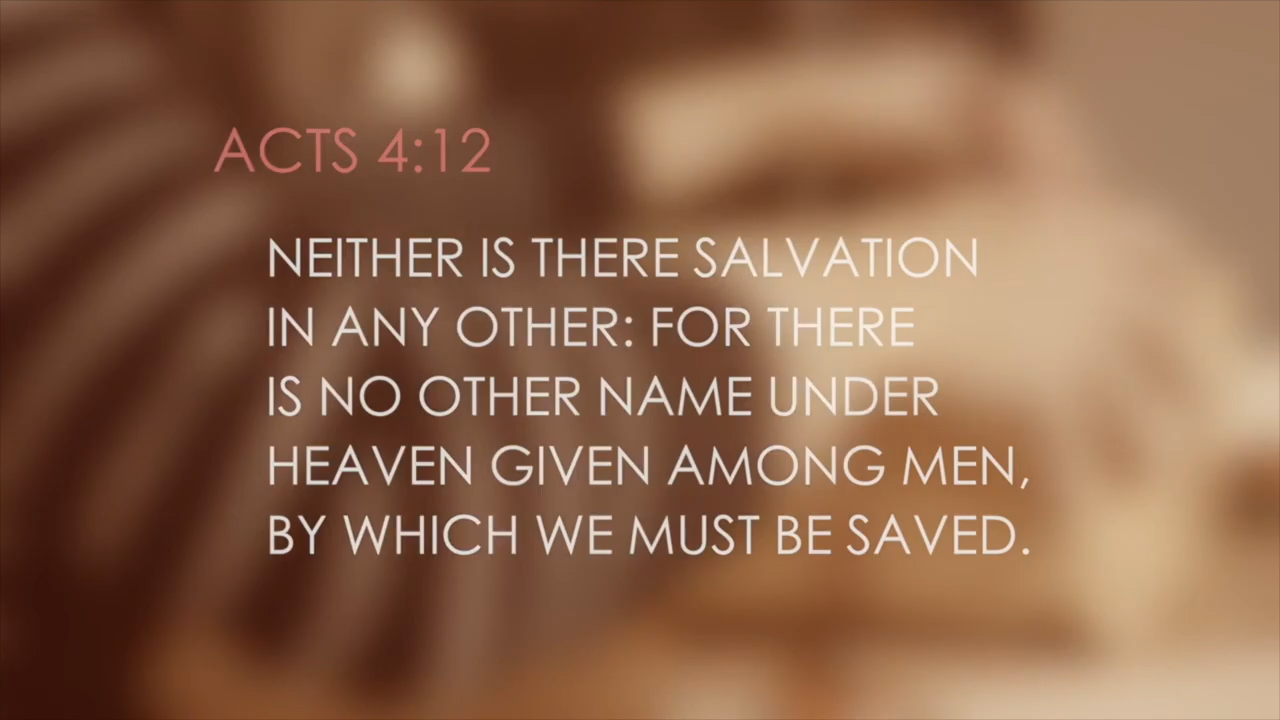 ACTS 4:12
NEITHER IS THERE SALVATION
IN ANY OTHER: FOR THERE
IS NO OTHER NAME UNDER
HEAVEN GIVEN AMONG MEN,
BY WHICH WE MUST BE SAVED.